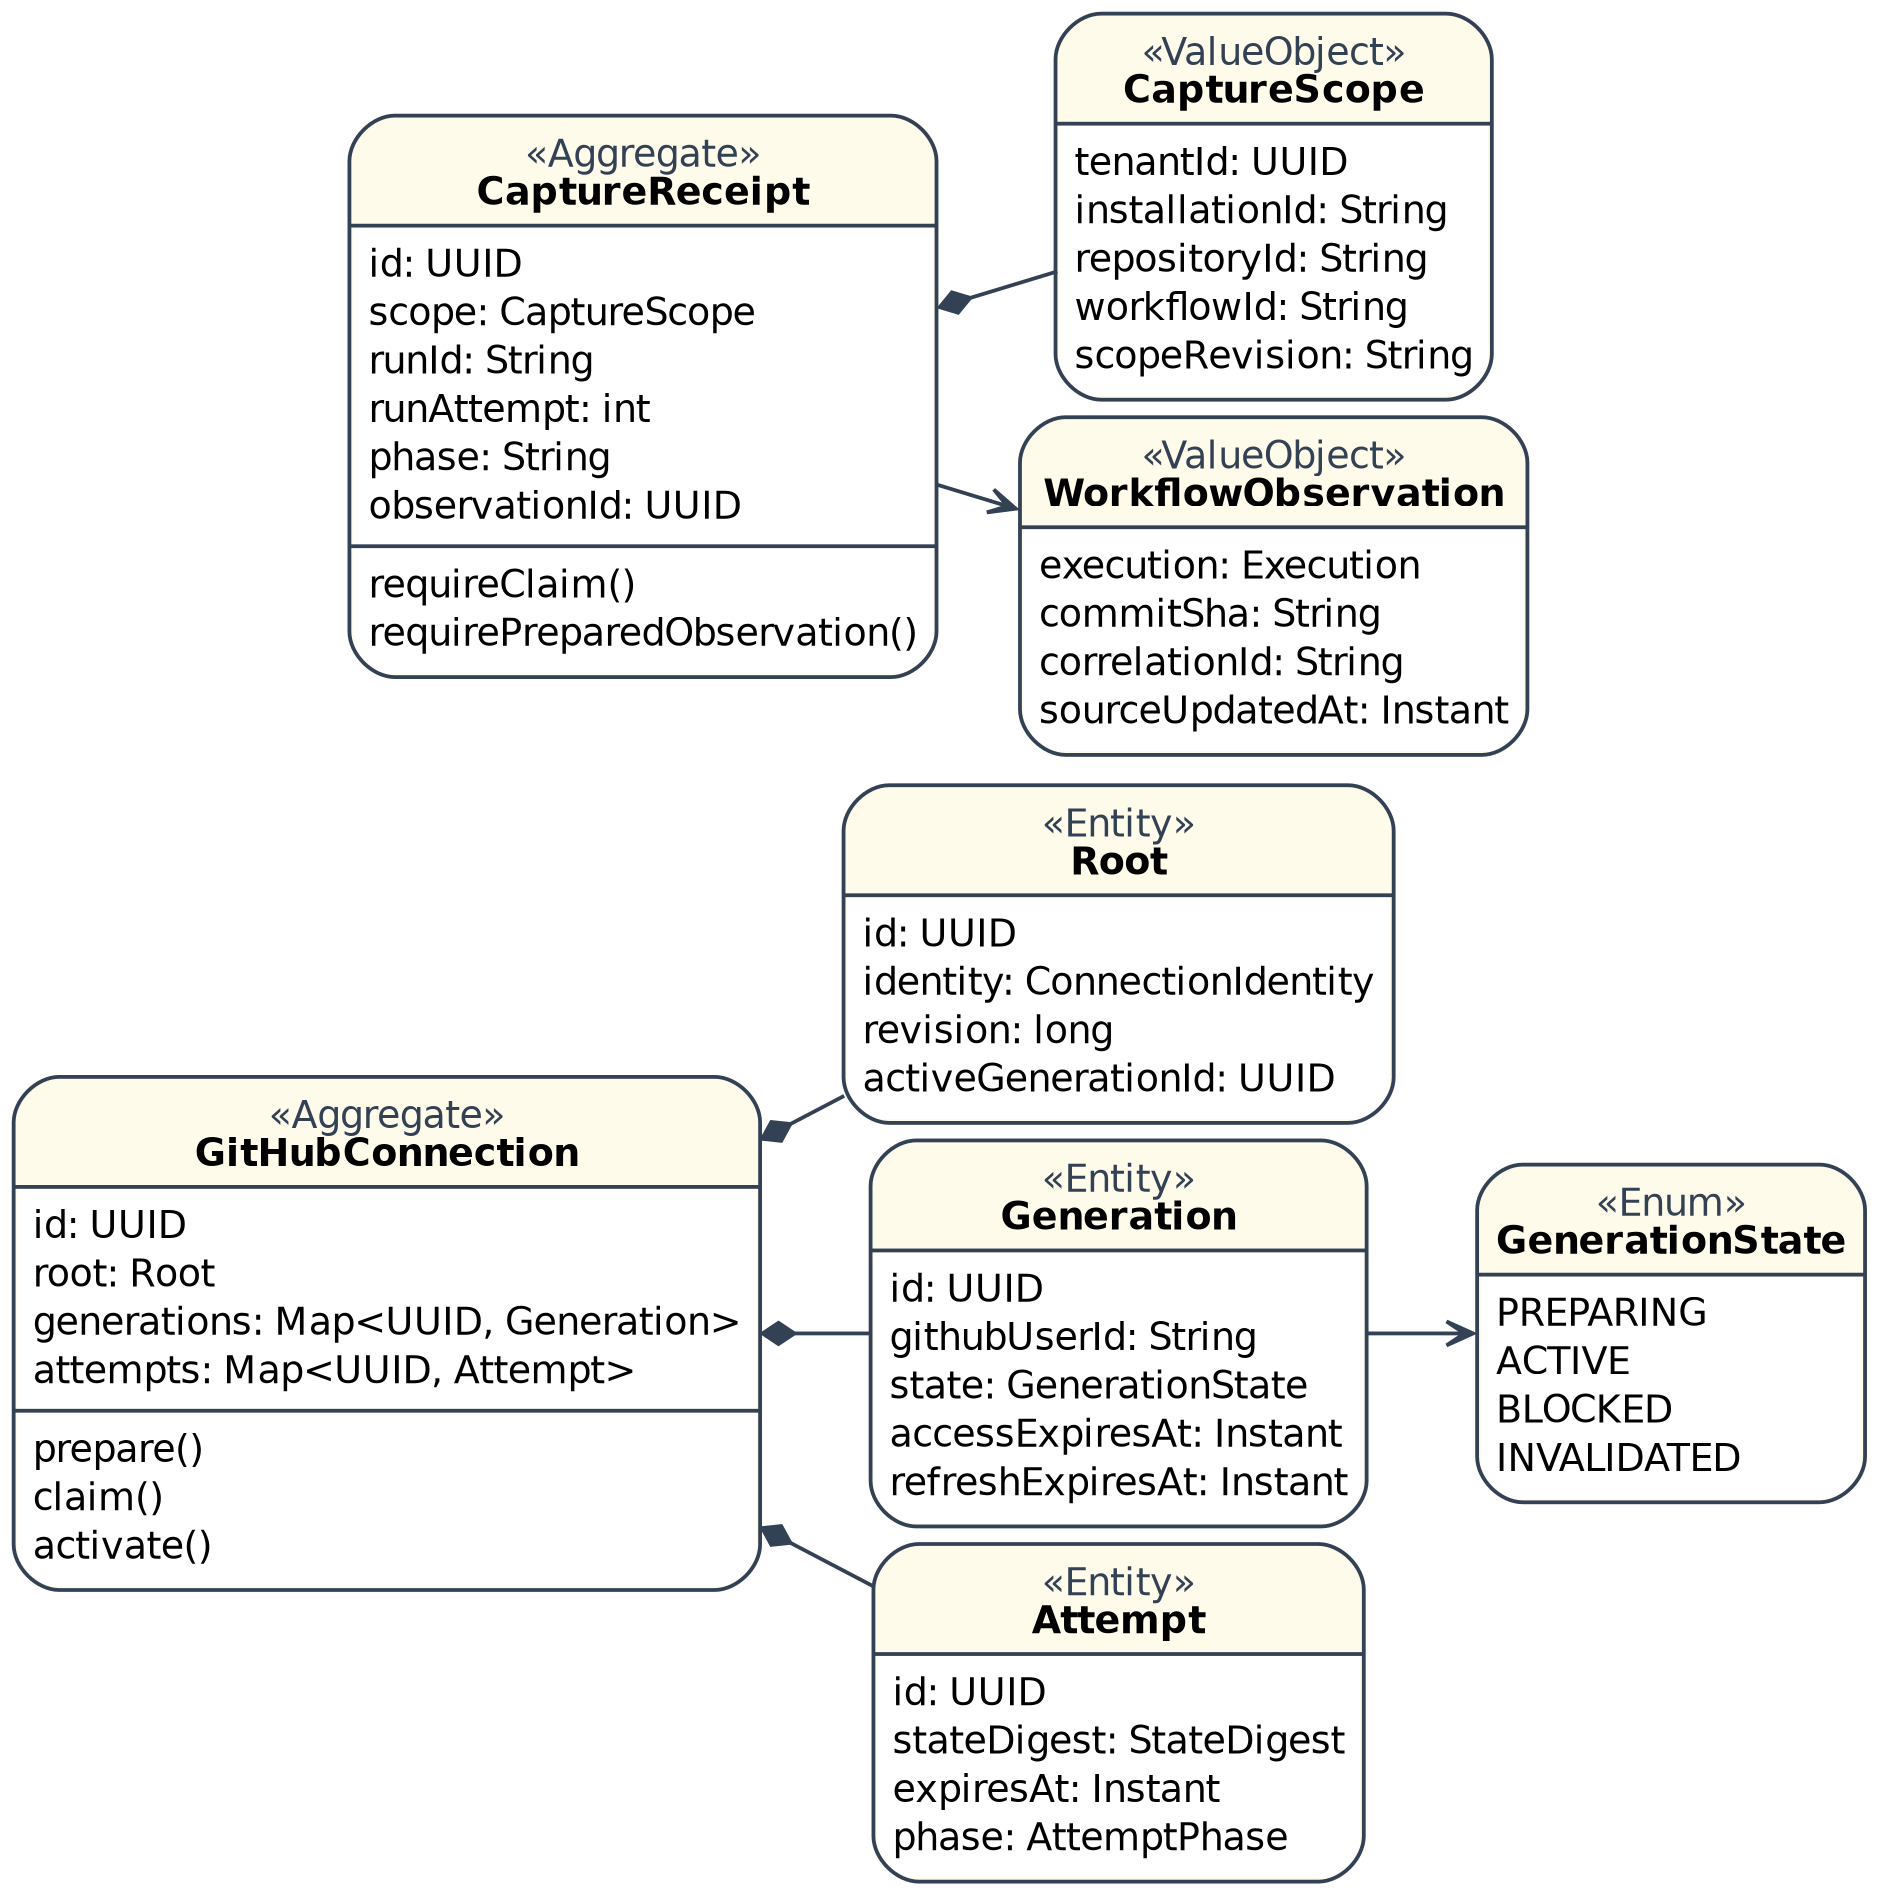 «ValueObject»
CaptureScope
tenantId: UUID
installationId: String
repositoryId: String
workflowId: String
scopeRevision: String
«Aggregate»
CaptureReceipt
id: UUID
scope: CaptureScope
runId: String
runAttempt: int
phase: String
observationId: UUID
requireClaim()
requirePreparedObservation()
«ValueObject»
WorkflowObservation
execution: Execution
commitSha: String
correlationId: String
sourceUpdatedAt: Instant
«Entity»
Root
id: UUID
identity: ConnectionIdentity
revision: long
activeGenerationId: UUID
«Aggregate»
GitHubConnection
id: UUID
root: Root
generations: Map<UUID, Generation>
attempts: Map<UUID, Attempt>
prepare()
claim()
activate()
«Entity»
Generation
id: UUID
githubUserId: String
state: GenerationState
accessExpiresAt: Instant
refreshExpiresAt: Instant
«Enum»
GenerationState
PREPARING
ACTIVE
BLOCKED
INVALIDATED
«Entity»
Attempt
id: UUID
stateDigest: StateDigest
expiresAt: Instant
phase: AttemptPhase